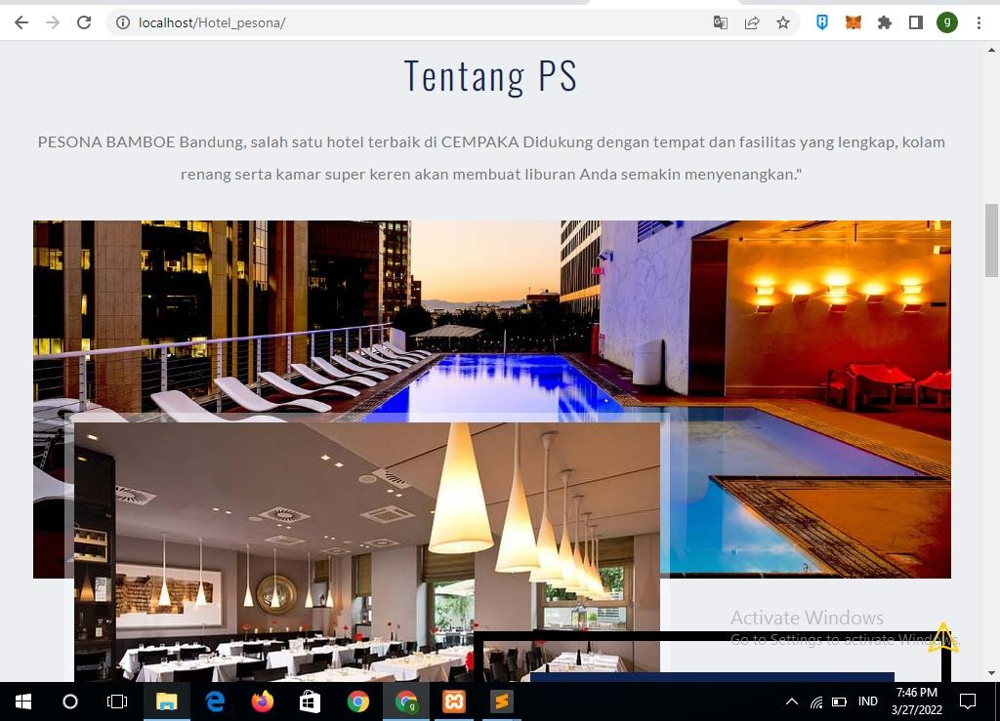 localhost/Hotel_pesona/
g
Tentang PS
PESONA BAMBOE Bandung, salah satu hotel terbaik di CEMPAKA Didukung dengan tempat dan fasilitas yang lengkap, kolam
renang serta kamar super keren akan membuat liburan Anda semakin menyenangkan."
Activate Windows
Go to Settings to activate Windows.
g
IND
7:46 PM
3/27/2022